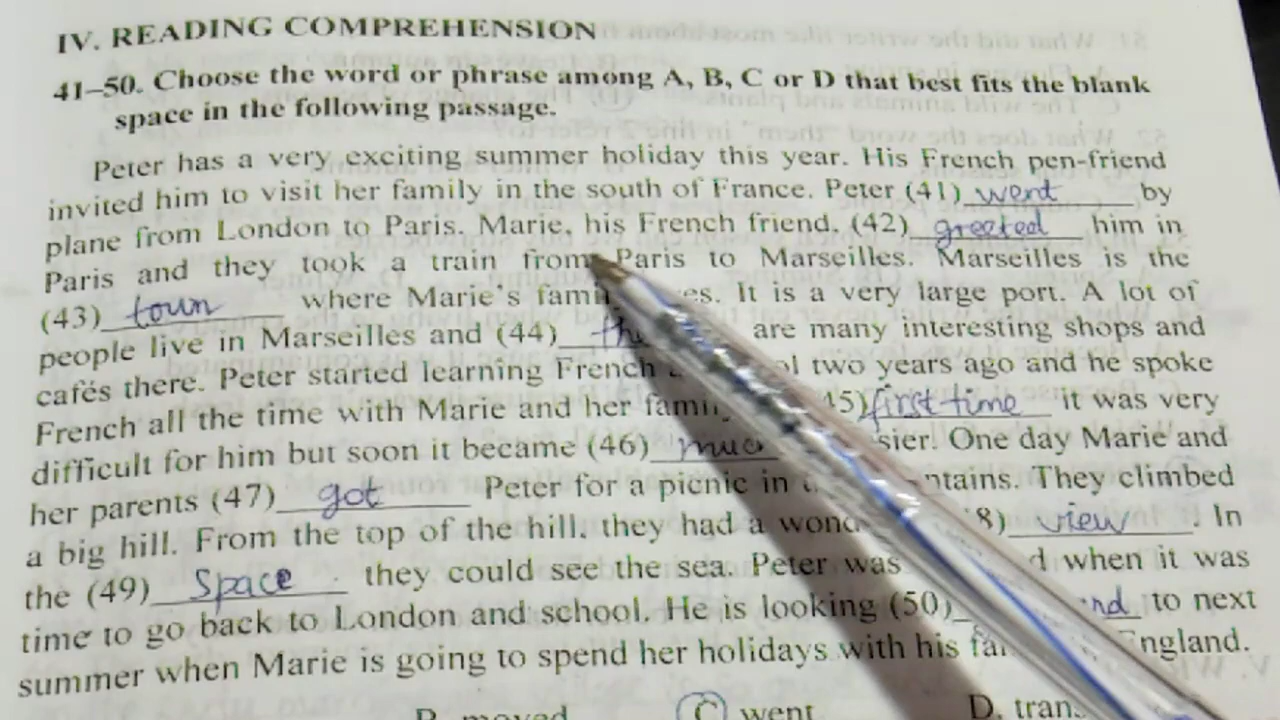 IV. READING COMPREHENSION
41–50. Choose the word or phrase among A, B, C or D that best fits the blank
space in the following passage.
Peter has a very exciting summer holiday this year. His French pen-friend
invited him to visit her family in the south of France. Peter (41) went by
plane from London to Paris. Marie, his French friend, (42) greeted him in
Paris and they took a train from Paris to Marseilles. Marseilles is the
(43) town where Marie's It is a very large port. A lot of
people live in Marseilles and (44) are many interesting shops and
cafés there. Peter started learning French two years ago and he spoke
French all the time with Marie and her first time it was very
difficult for him but soon it became (46) One day Marie and
her parents (47) got Peter for a picnic in They climbed
a big hill. From the top of the hill, they had a view. In
the (49) Space they could see the sea. Peter was when it was
time to go back to London and school. He is looking (50) to next
summer when Marie is going to spend her holidays with his England.
C went